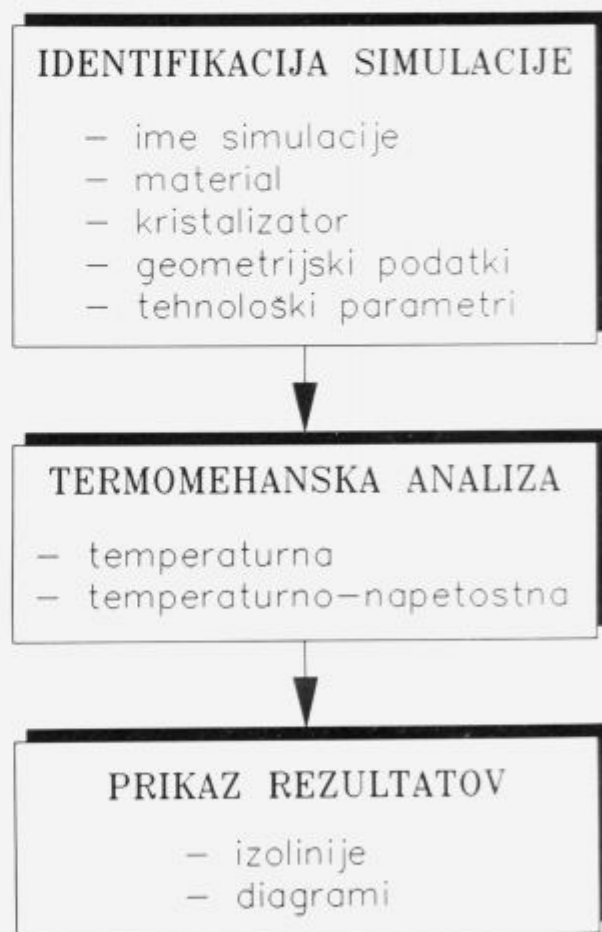 IDENTIFIKACIJA SIMULACIJE
– ime simulacije
– material
– kristalizator
– geometrijski podatki
– tehnološki parametri
TERMOMEHANSKA ANALIZA
– temperaturna
– temperaturno–napetostna
PRIKAZ REZULTATOV
– izolinije
– diagrami